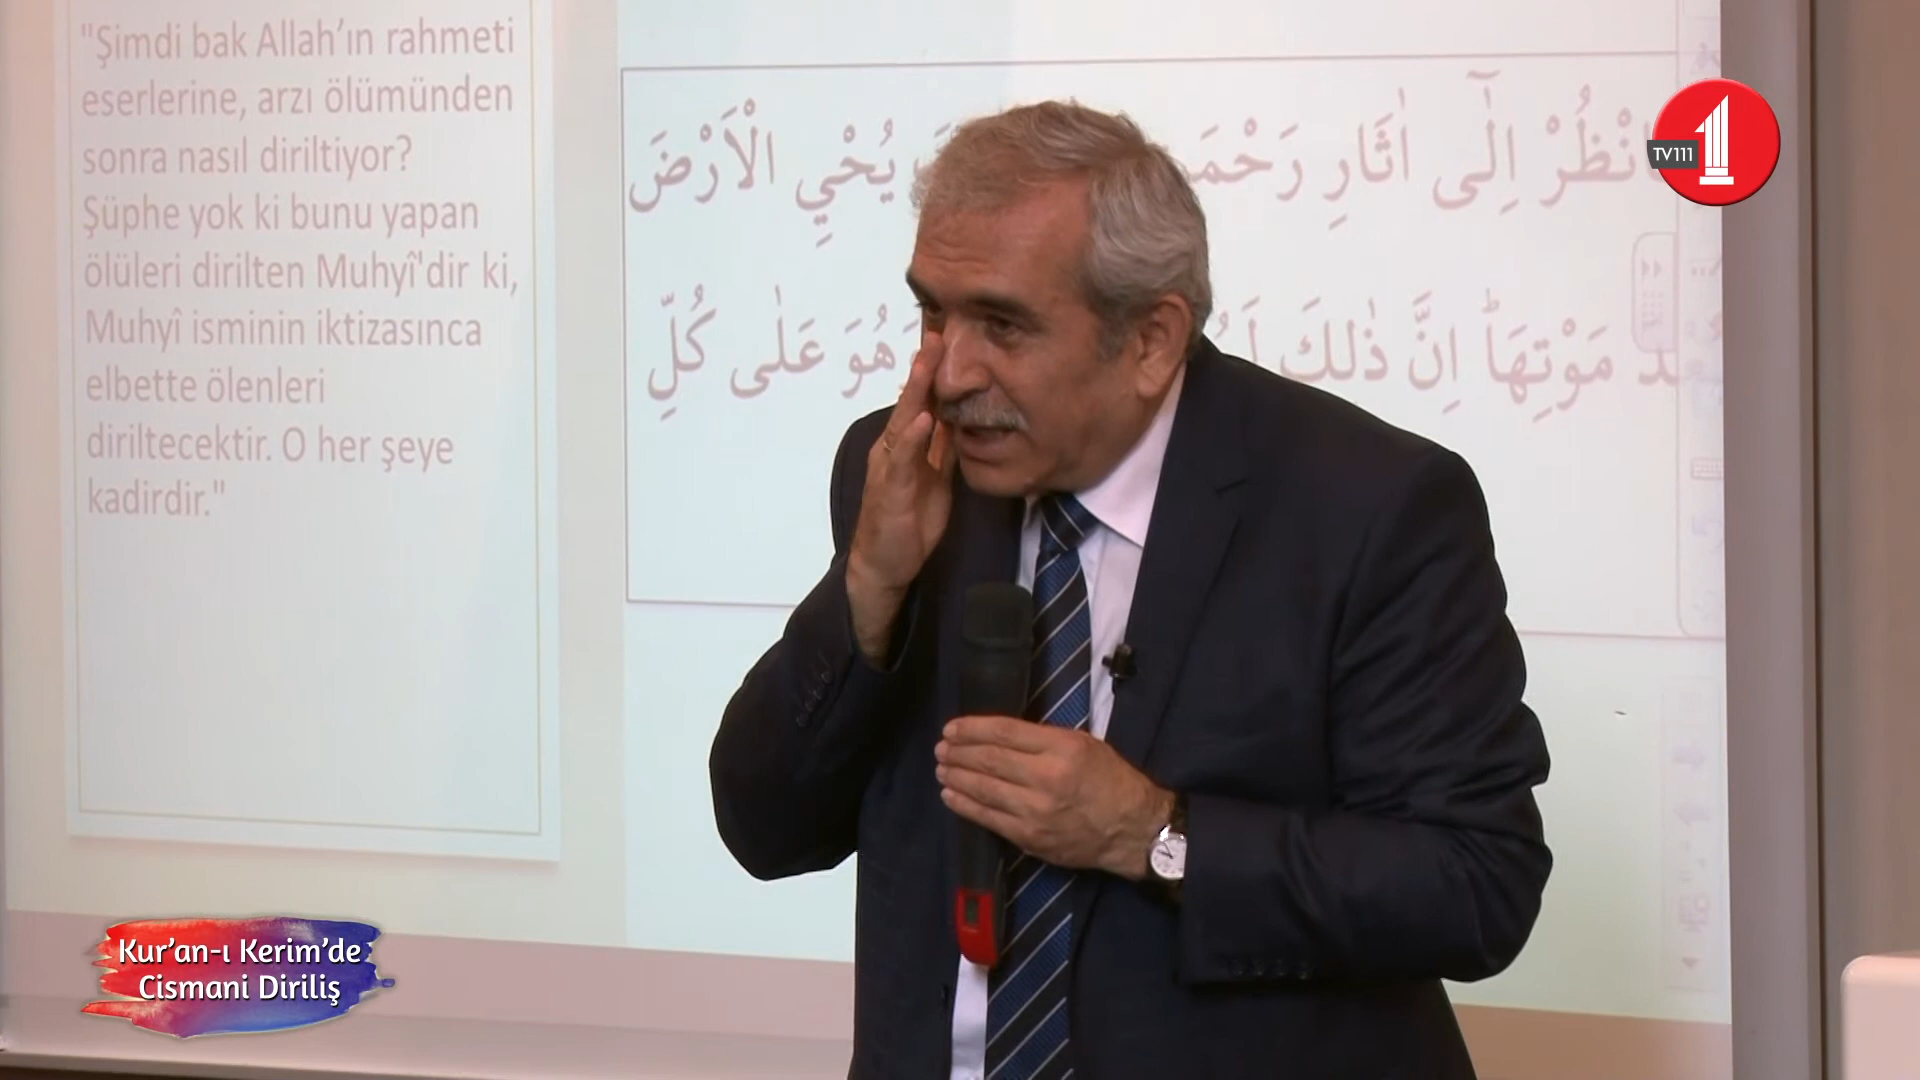 "Şimdi bak Allah’ın rahmeti
eserlerine, arzı ölümünden
sonra nasıl diriltiyor?
Şüphe yok ki bunu yapan
ölüleri dirilten Muhyî'dir ki,
Muhyî isminin iktizasınca
elbette ölenleri
diriltecektir. O her şeye
kadirdir."
اِلٰٓى اٰثَارِ يُحْيِي الْاَرْضَ
مَوْتِهَاۜ اِنَّ ذٰلِكَ وَهُوَ عَلٰى كُلِّ
TV111
1
Kur’an-ı Kerim’de
Cismani Diriliş